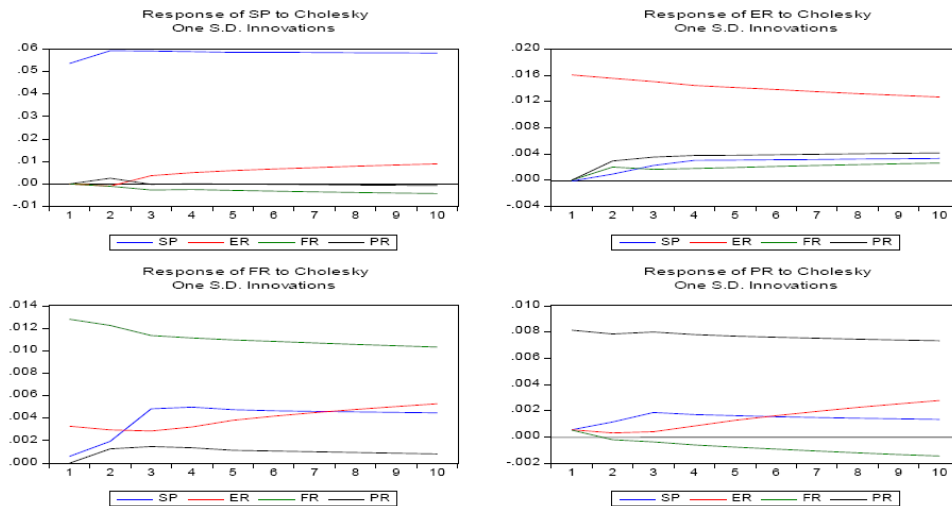 Response of SP to Cholesky
One S.D. Innovations
.06
.05
.04
.03
.02
.01
.00
-.01
1 2 3 4 5 6 7 8 9 10
SP ER FR PR
Response of ER to Cholesky
One S.D. Innovations
.020
.016
.012
.008
.004
.000
-.004
1 2 3 4 5 6 7 8 9 10
SP ER FR PR
Response of FR to Cholesky
One S.D. Innovations
.014
.012
.010
.008
.006
.004
.002
.000
1 2 3 4 5 6 7 8 9 10
SP ER FR PR
Response of PR to Cholesky
One S.D. Innovations
.010
.008
.006
.004
.002
.000
-.002
1 2 3 4 5 6 7 8 9 10
SP ER FR PR